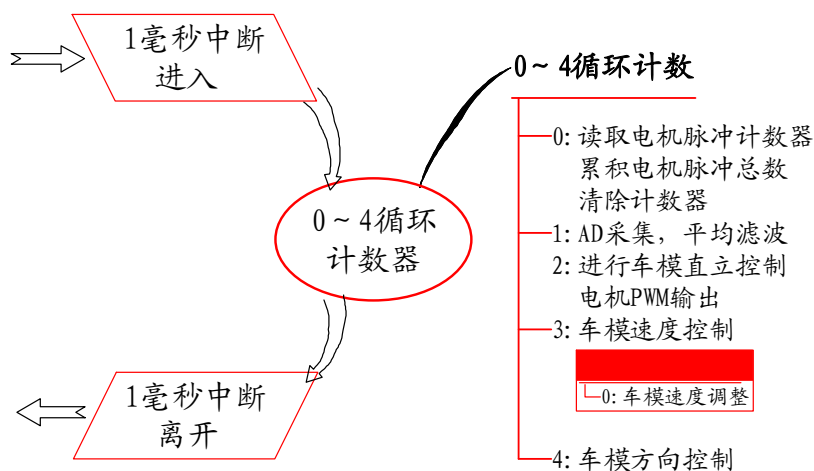 1毫秒中断
进入
0~4循环
计数器
1毫秒中断
离开
0~4循环计数
0: 读取电机脉冲计数器
累积电机脉冲总数
清除计数器
1: AD采集, 平均滤波
2: 进行车模直立控制
电机PWM输出
3: 车模速度控制
0: 车模速度调整
4: 车模方向控制